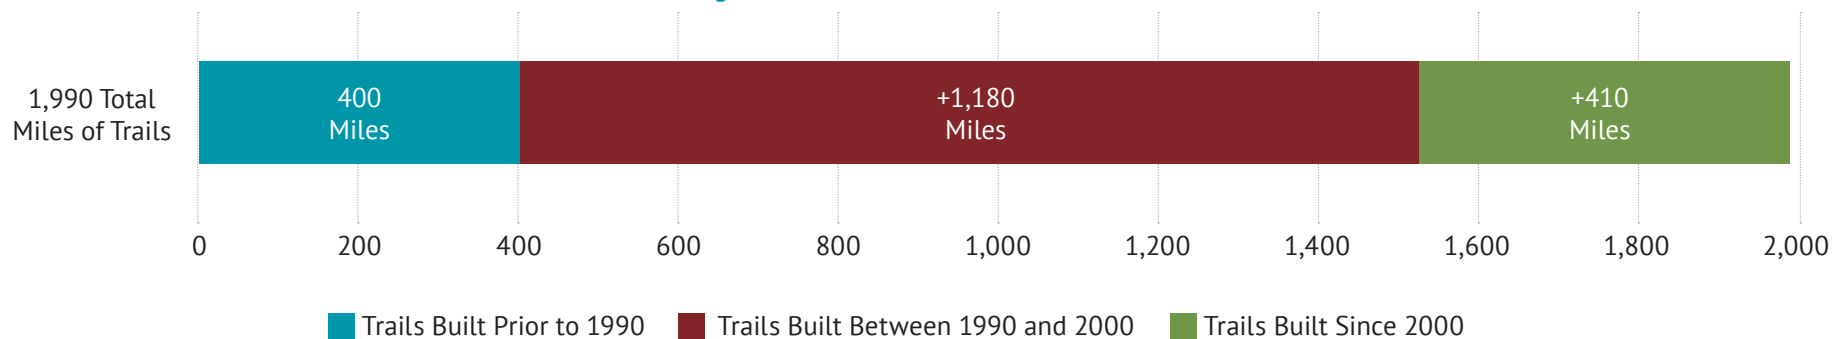 1,990 Total
Miles of Trails
400
Miles
+1,180
Miles
+410
Miles
0 200 400 600 800 1,000 1,200 1,400 1,600 1,800 2,000
Trails Built Prior to 1990 Trails Built Between 1990 and 2000 Trails Built Since 2000